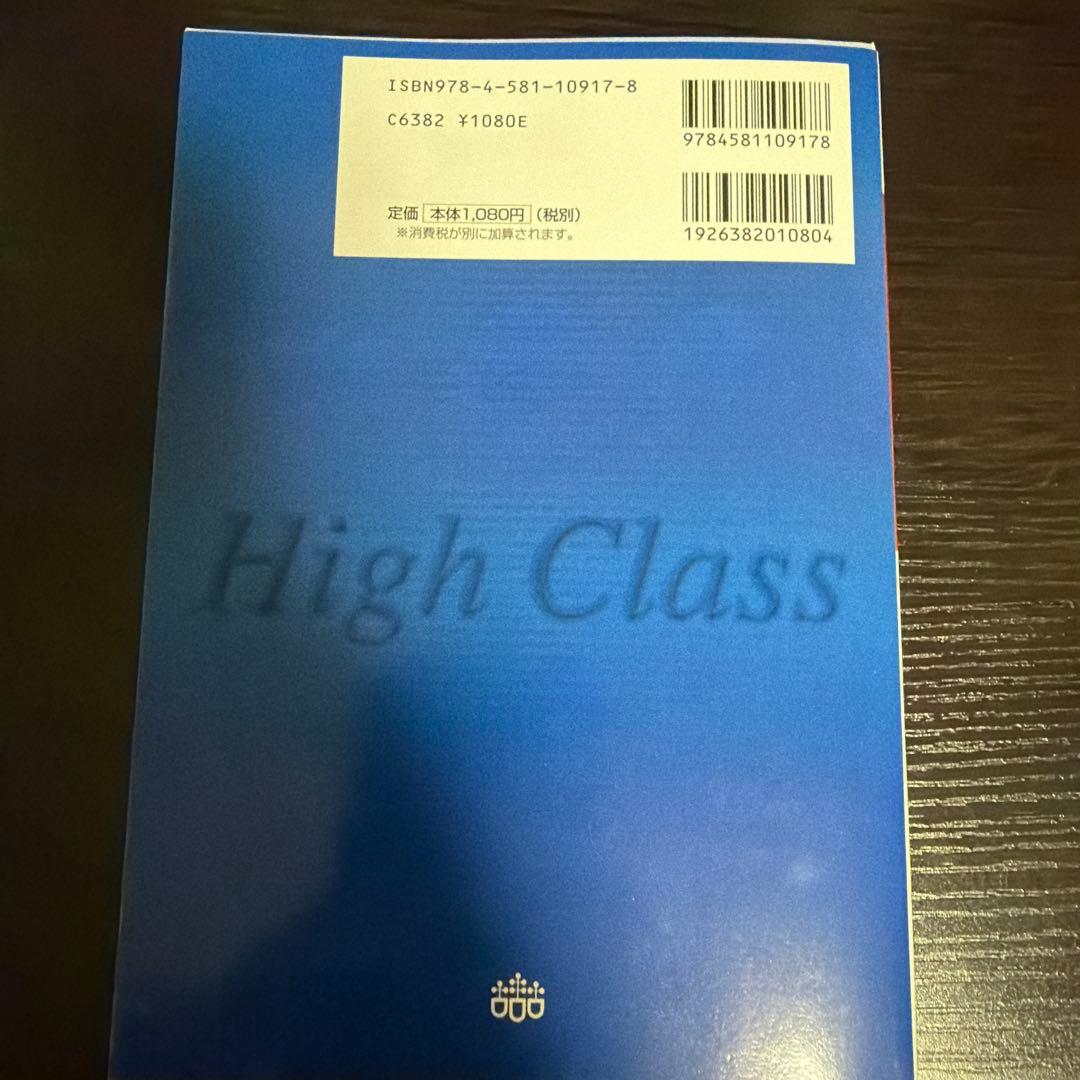 ISBN978-4-581-10917-8
C6382 ¥1080E
9784581109178
定価 本体1,080円 (税別)
※消費税が別に加算されます。
1926382010804
High Class